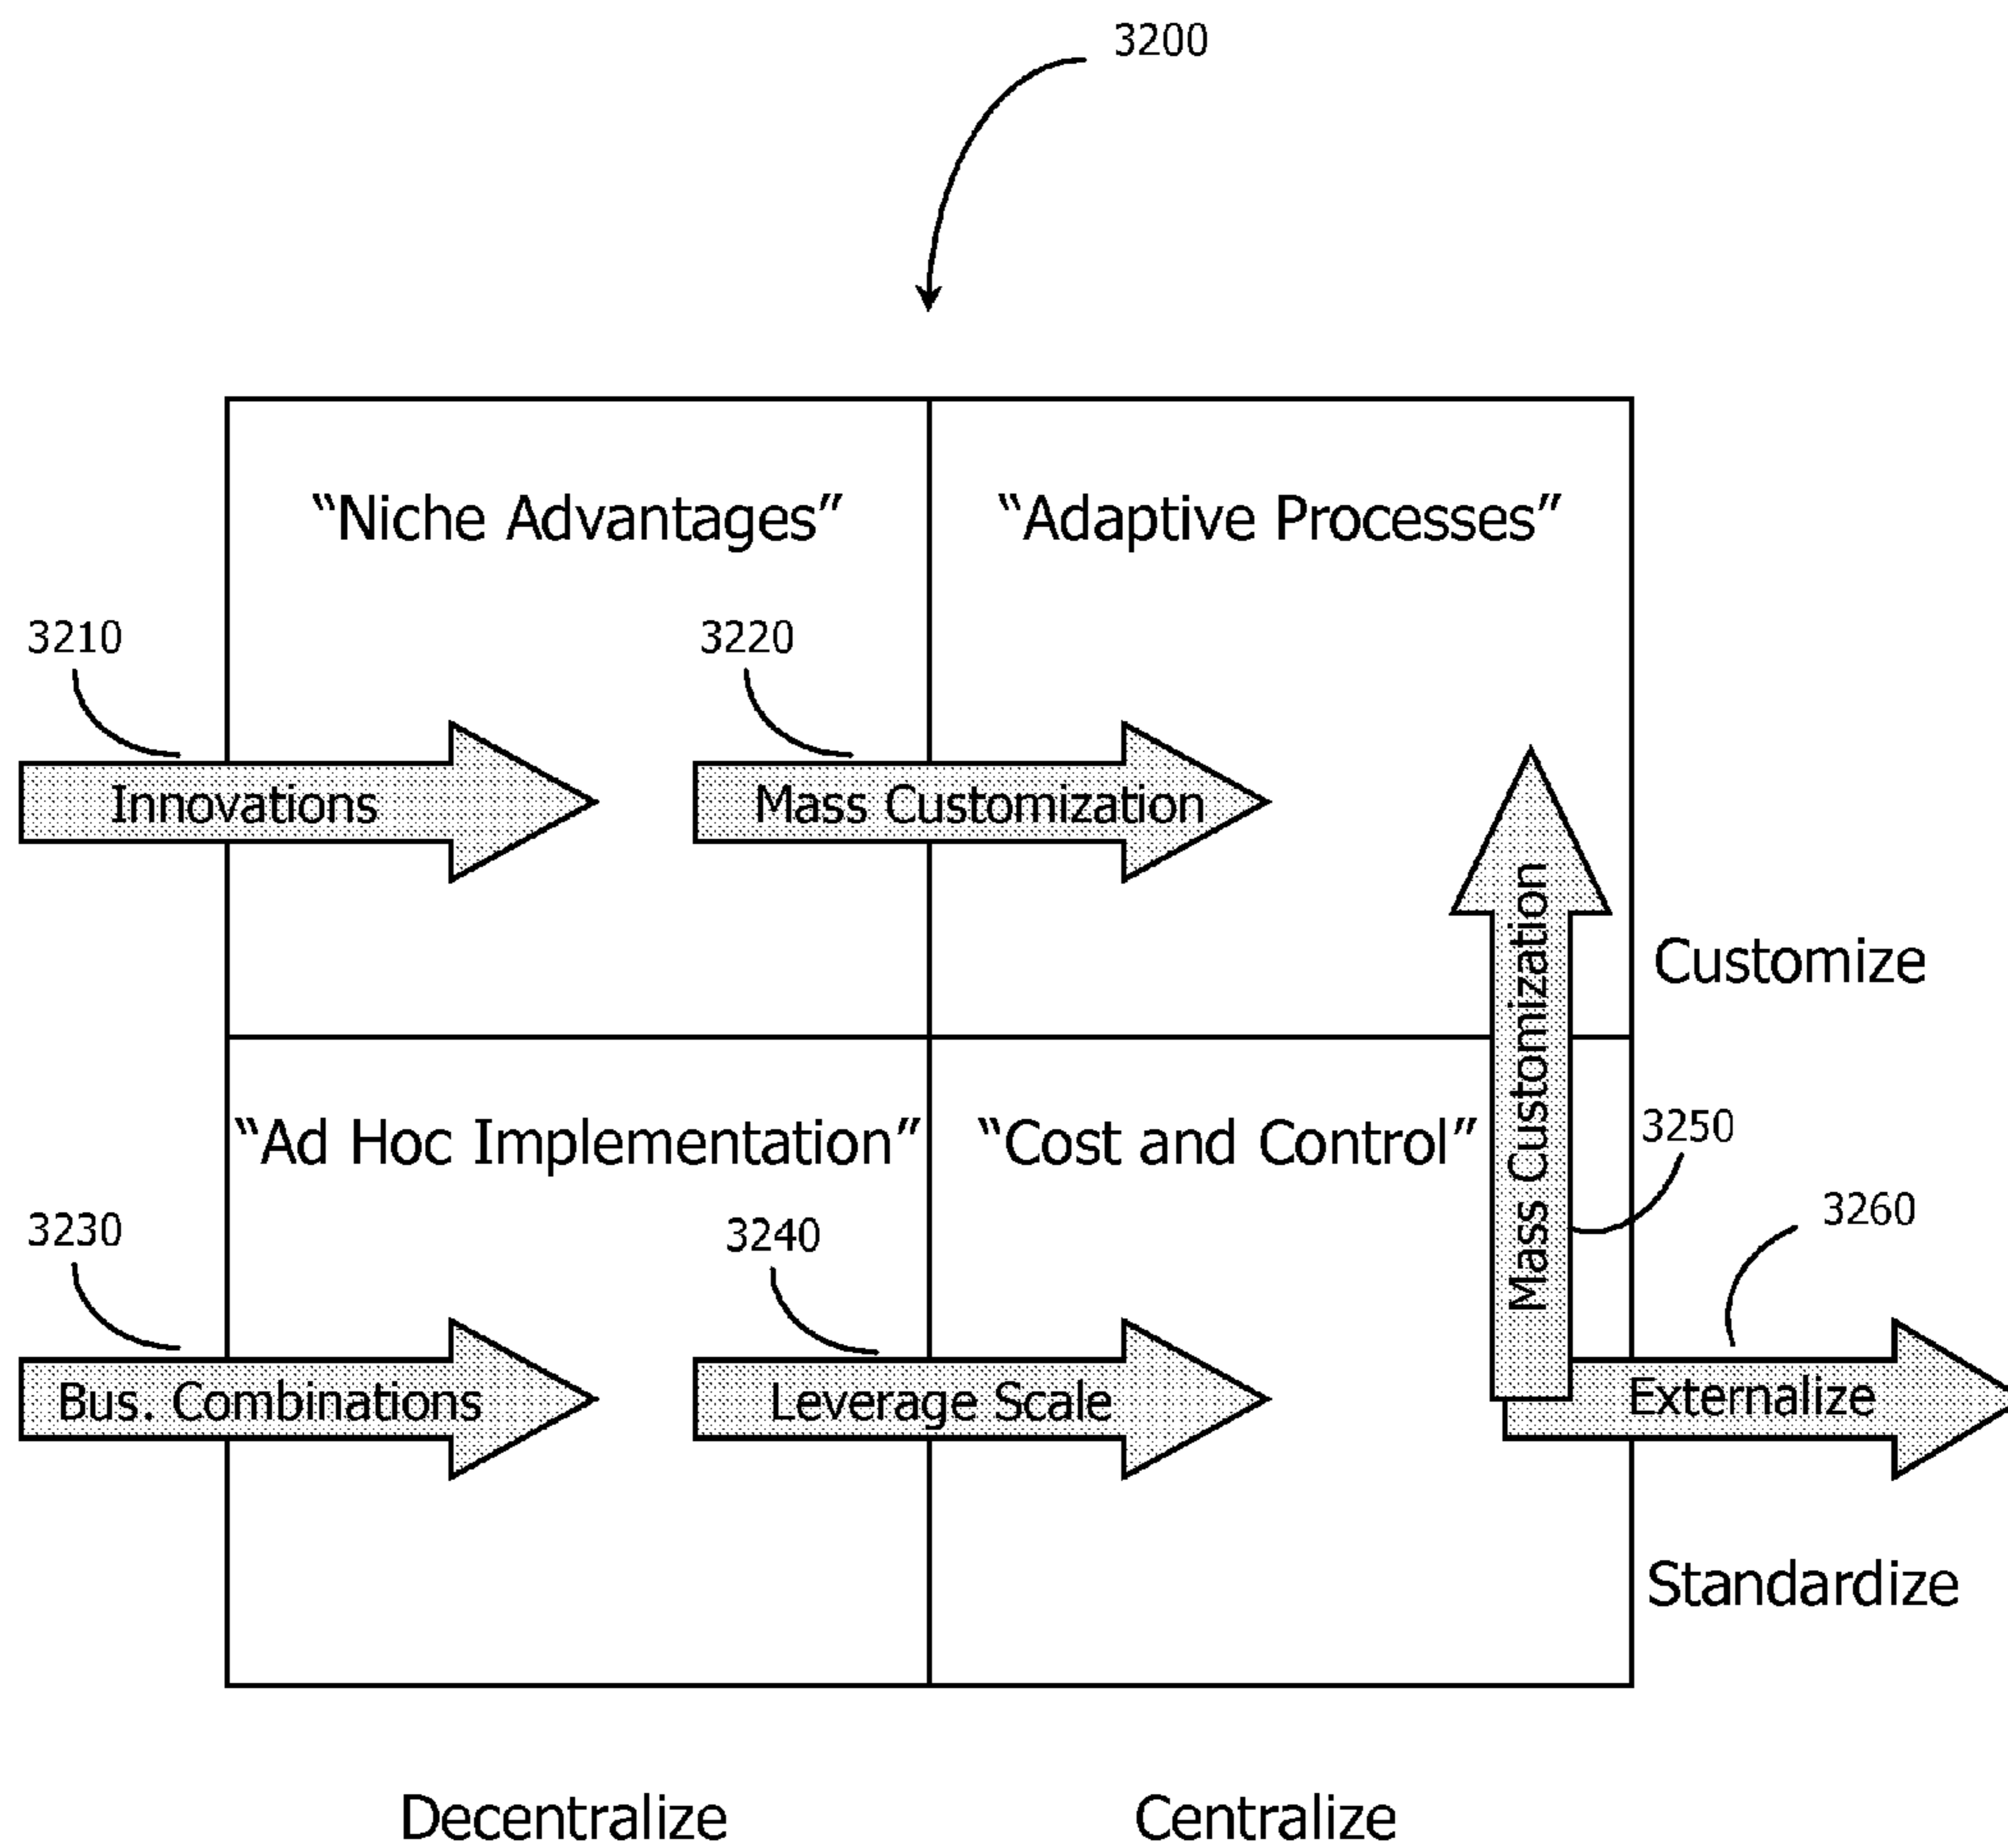 3200
“Niche Advantages”
“Adaptive Processes”
3210
3220
Innovations
Mass Customization
Mass Customization
Customize
“Ad Hoc Implementation”
“Cost and Control”
3250
3260
3230
3240
Bus. Combinations
Leverage Scale
Externalize
Standardize
Decentralize
Centralize